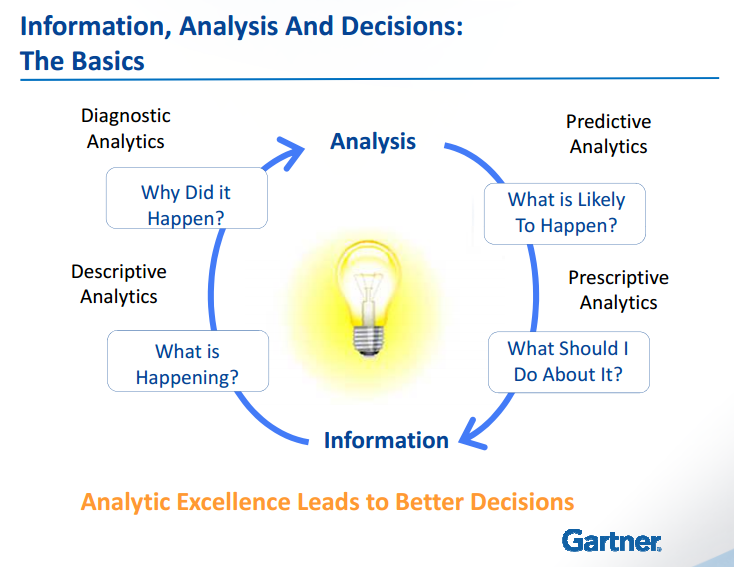 Information, Analysis And Decisions:
The Basics
Diagnostic
Analytics
Analysis
Predictive
Analytics
Why Did it
Happen?
What is Likely
To Happen?
Descriptive
Analytics
Prescriptive
Analytics
What is
Happening?
What Should I
Do About It?
Information
Analytic Excellence Leads to Better Decisions
Gartner.